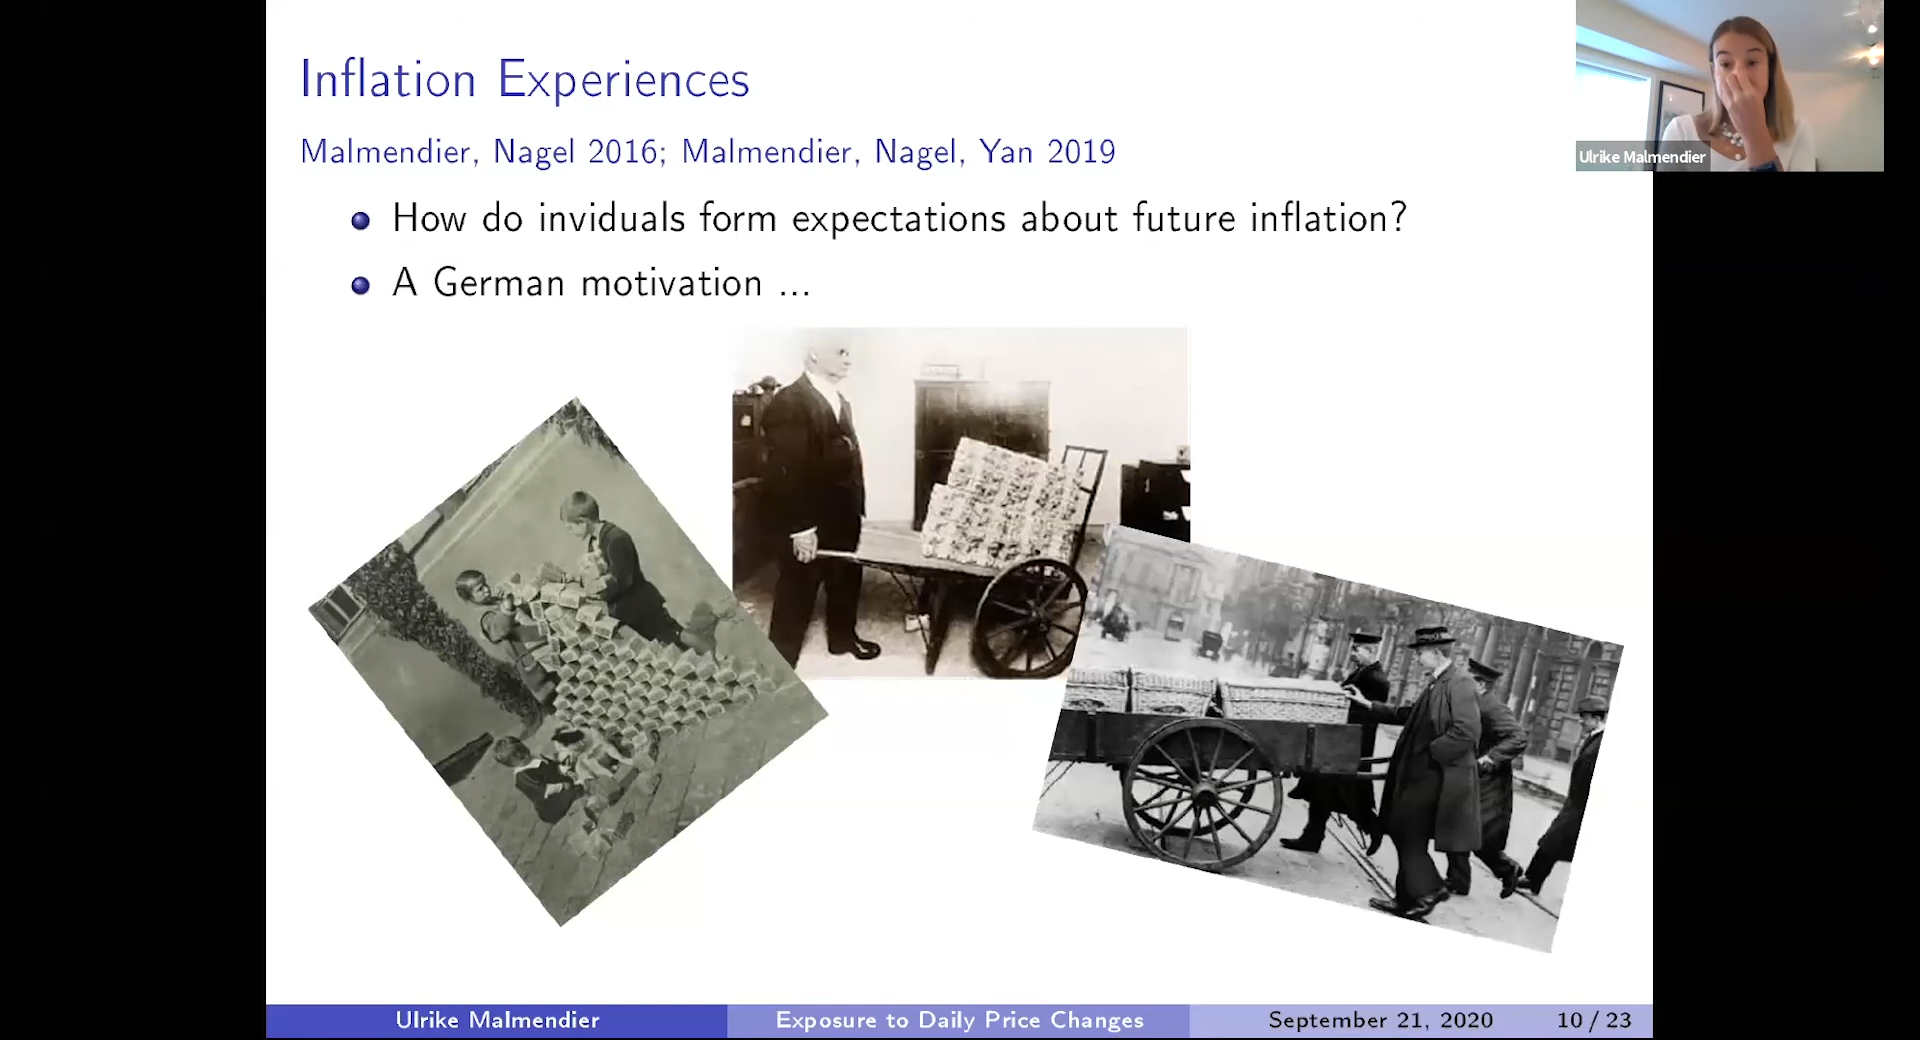 Inflation Experiences
Malmendier, Nagel 2016; Malmendier, Nagel, Yan 2019
How do inviduals form expectations about future inflation?
A German motivation ...
Ulrike Malmendier
Ulrike Malmendier
Exposure to Daily Price Changes
September 21, 2020
10 / 23